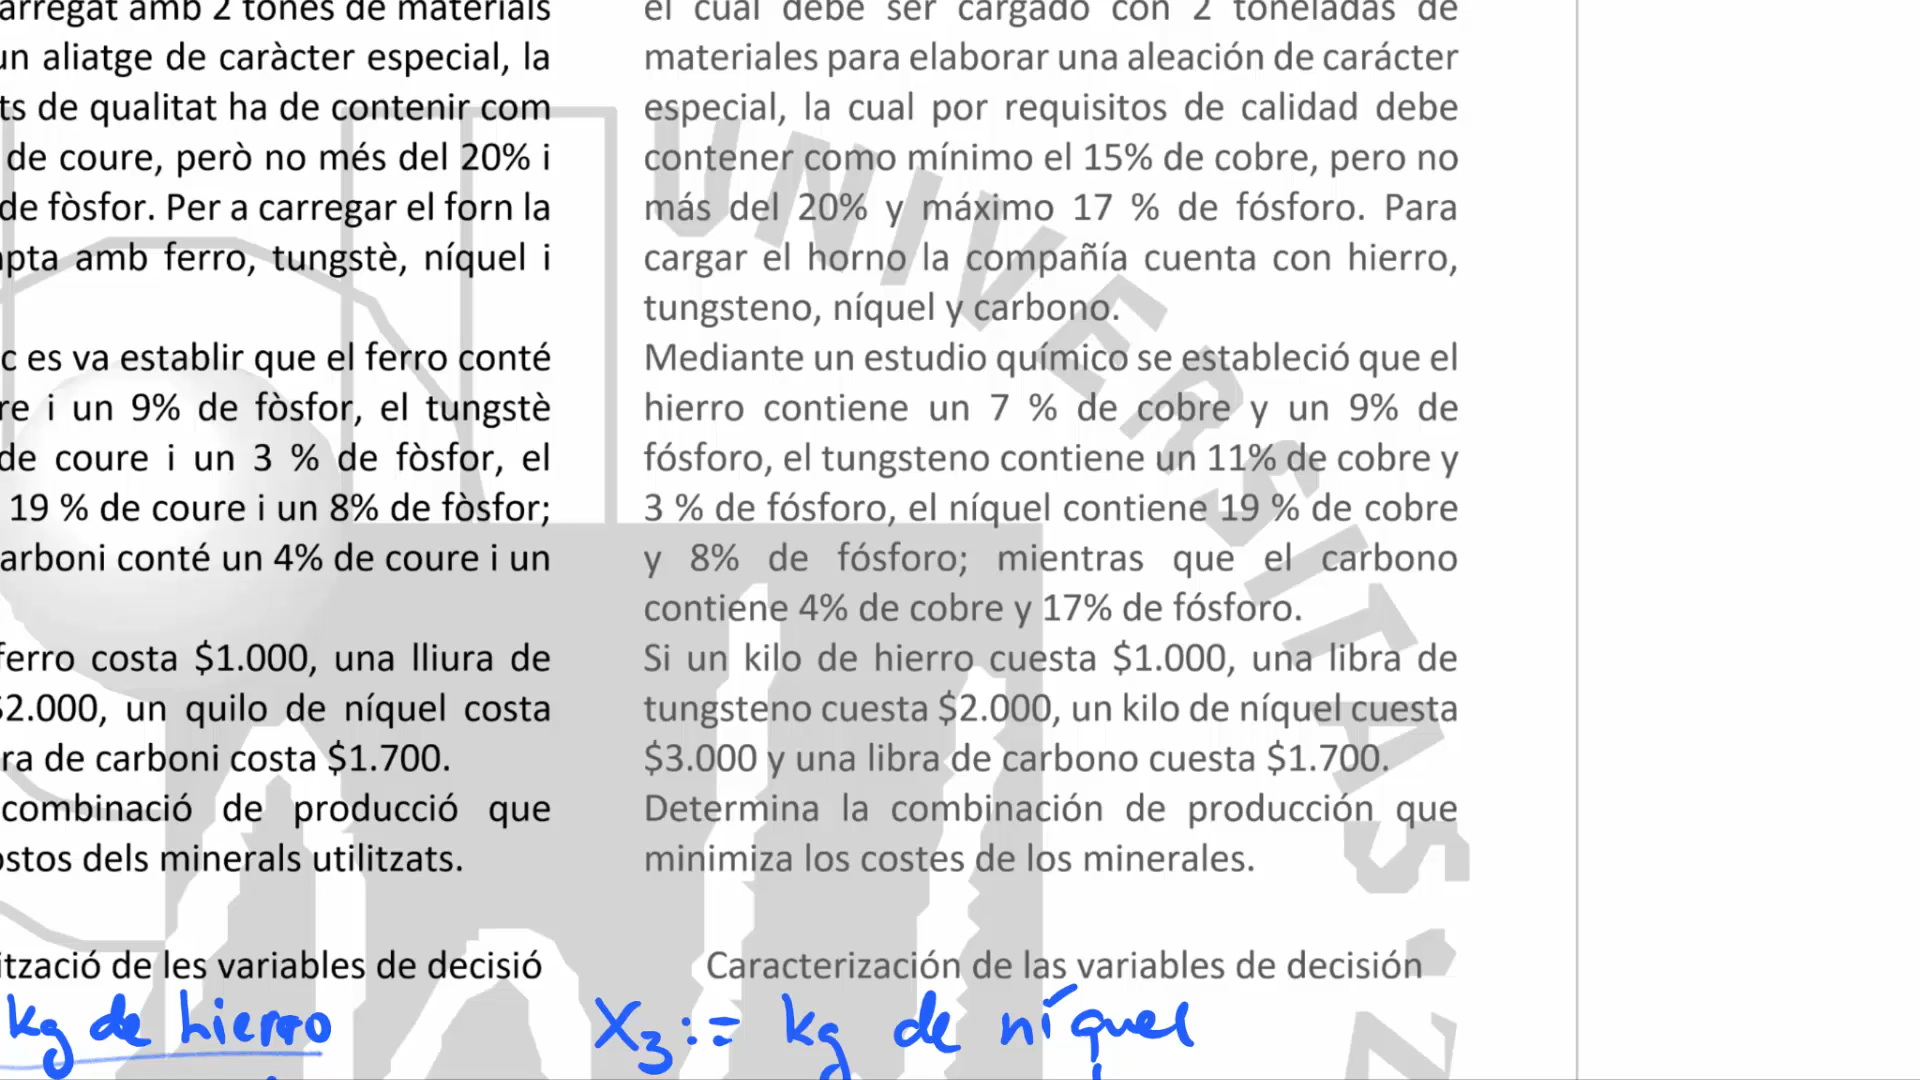 arregat amb 2 tones de materials
un aliatge de caràcter especial, la
ts de qualitat ha de contenir com
de coure, però no més del 20% i
de fòsfor. Per a carregar el forn la
pta amb ferro, tungstè, níquel i
c es va establir que el ferro conté
re i un 9% de fòsfor, el tungstè
de coure i un 3 % de fòsfor, el
19 % de coure i un 8% de fòsfor;
arboni conté un 4% de coure i un
ferro costa $1.000, una lliura de
$2.000, un quilo de níquel costa
ra de carboni costa $1.700.
combinació de producció que
ostos dels minerals utilitzats.
ització de les variables de decisió
kg de hierro
el cual debe ser cargado con 2 toneladas de
materiales para elaborar una aleación de carácter
especial, la cual por requisitos de calidad debe
contener como mínimo el 15% de cobre, pero no
más del 20% y máximo 17 % de fósforo. Para
cargar el horno la compañía cuenta con hierro,
tungsteno, níquel y carbono.
Mediante un estudio químico se estableció que el
hierro contiene un 7 % de cobre y un 9% de
fósforo, el tungsteno contiene un 11% de cobre y
3 % de fósforo, el níquel contiene 19 % de cobre
y 8% de fósforo; mientras que el carbono
contiene 4% de cobre y 17% de fósforo.
Si un kilo de hierro cuesta $1.000, una libra de
tungsteno cuesta $2.000, un kilo de níquel cuesta
$3.000 y una libra de carbono cuesta $1.700.
Determina la combinación de producción que
minimiza los costes de los minerales.
Caracterización de las variables de decisión
X3 := kg de níquel
UNIVERSITAS